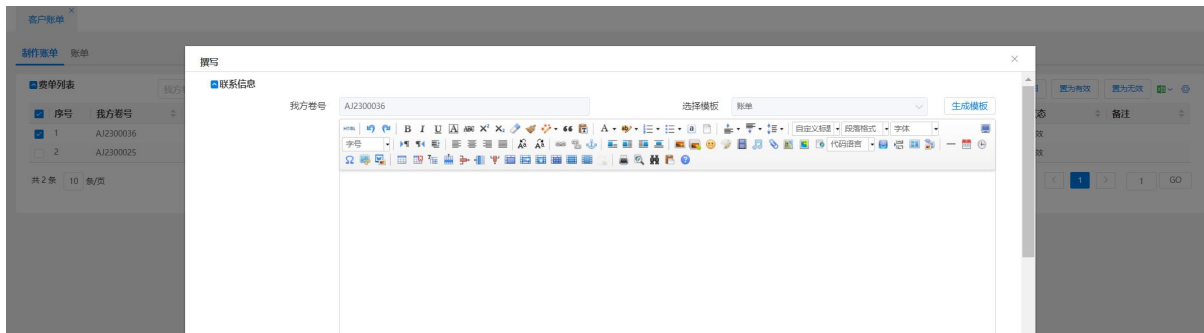 客户账单
制作账单 账单
撰写
费单列表
联系信息
我方卷号 AJ2300036 选择模板 账单 生成模板
置为有效 置为无效
序号 我方卷号
备注
1 AJ2300036
2 AJ2300025
自定义标题 段落格式 字体
字号
代码语言
共 2 条 10 条/页
1 1 GO